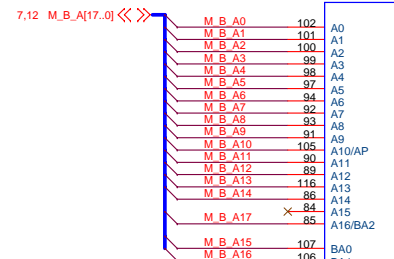 7,12 M_B_A[17..0]
M_B_A0 102 A0
M_B_A1 101 A1
M_B_A2 100 A2
M_B_A3 99 A3
M_B_A4 98 A4
M_B_A5 97 A5
M_B_A6 94 A6
M_B_A7 92 A7
M_B_A8 93 A8
M_B_A9 91 A9
M_B_A10 105 A10/AP
M_B_A11 90 A11
M_B_A12 89 A12
M_B_A13 116 A13
M_B_A14 86 A14
84 A15
M_B_A17 85 A16/BA2
M_B_A15 107 BA0
M_B_A16 106